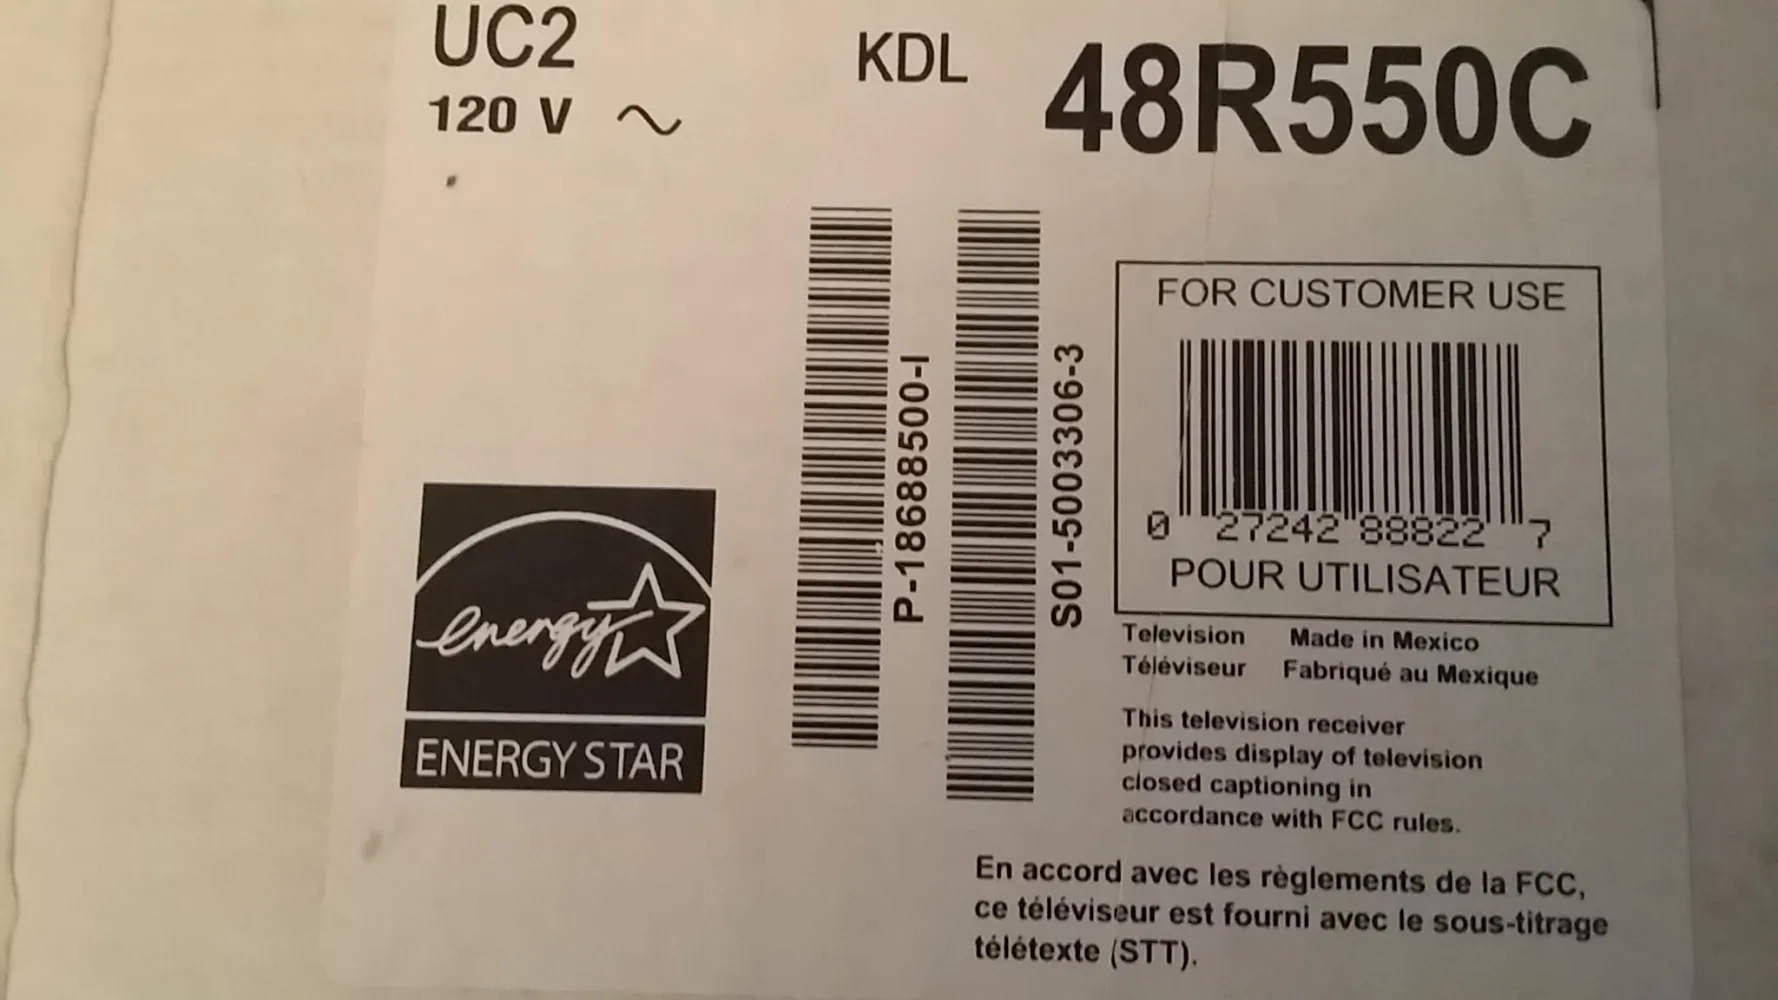 UC2
120 V ~
KDL 48R550C
P-18688500-I
S01-5003306-3
FOR CUSTOMER USE
0 27242 88822 7
POUR UTILISATEUR
energy
ENERGY STAR
Television Made in Mexico
Téléviseur Fabriqué au Mexique
This television receiver
provides display of television
closed captioning in
accordance with FCC rules.
En accord avec les règlements de la FCC,
ce téléviseur est fourni avec le sous-titrage
télétexte (STT).